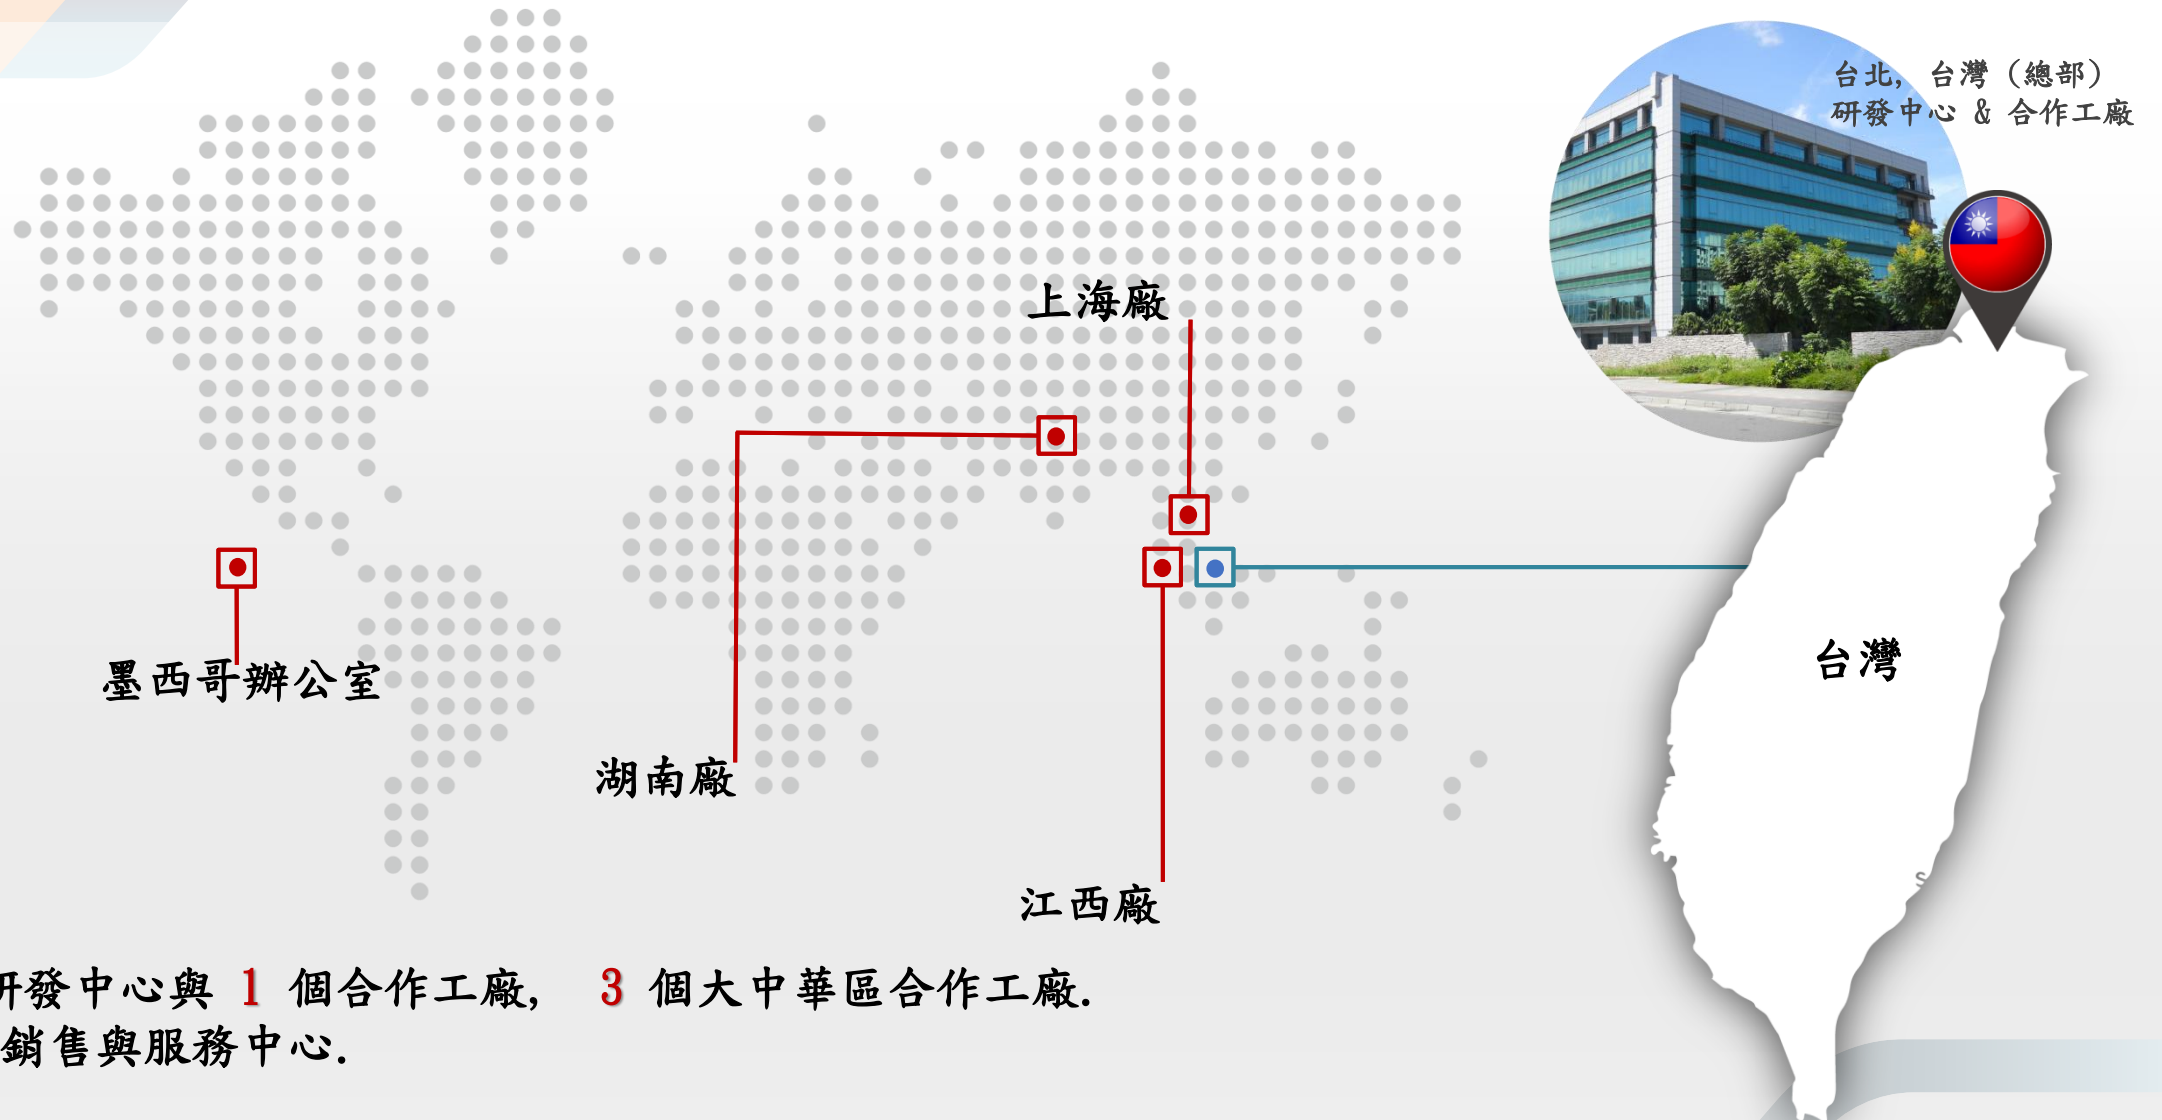 台北, 台灣 (總部)
研發中心 & 合作工廠
上海廠
台灣
墨西哥辦公室
湖南廠
江西廠
研發中心與 1 個合作工廠, 3 個大中華區合作工廠.
銷售與服務中心.